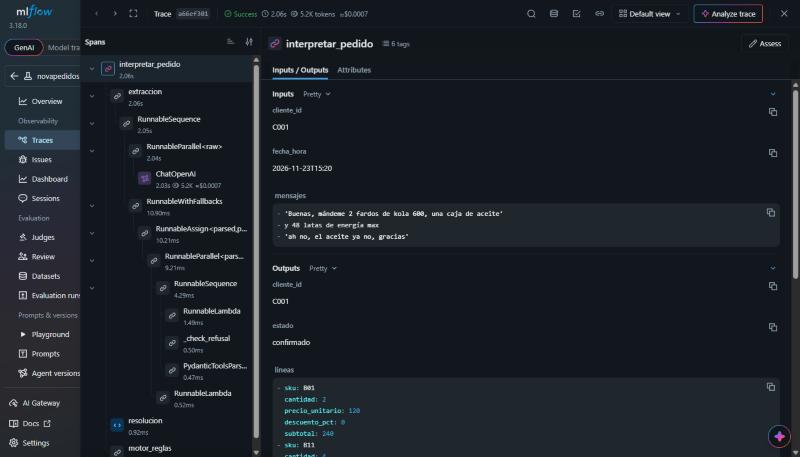 mlflow
3.18.0
GenAI
Model tra
novapedidos
Overview
Observability
Traces
Issues
Dashboard
Sessions
Evaluation
Judges
Review
Datasets
Evaluation runs
Prompts & versions
Playground
Prompts
Agent versions
AI Gateway
Docs
Settings
Trace a66ef301 Success 2.06s 5.2K tokens ≈$0.0007
Default view
Analyze trace
Spans
interpretar_pedido
2.06s
extraccion
2.06s
RunnableSequence
2.05s
RunnableParallel<raw>
2.04s
ChatOpenAI
2.03s 5.2K ≈$0.0007
RunnableWithFallbacks
10.90ms
RunnableAssign<parsed,p...
10.21ms
RunnableParallel<pars...
9.21ms
RunnableSequence
4.29ms
RunnableLambda
1.49ms
_check_refusal
0.50ms
PydanticToolsPars...
0.47ms
RunnableLambda
0.52ms
resolucion
0.92ms
motor_reglas
interpretar_pedido
6 tags
Assess
Inputs / Outputs
Attributes
Inputs Pretty
cliente_id
C001
fecha_hora
2026-11-23T15:20
mensajes
- 'Buenas, mándeme 2 fardos de kola 600, una caja de aceite'
- y 48 latas de energía max
- 'ah no, el aceite ya no, gracias'
Outputs Pretty
cliente_id
C001
estado
confirmado
lineas
- sku: B01
cantidad: 2
precio_unitario: 120
descuento_pct: 0
subtotal: 240
- sku: B11